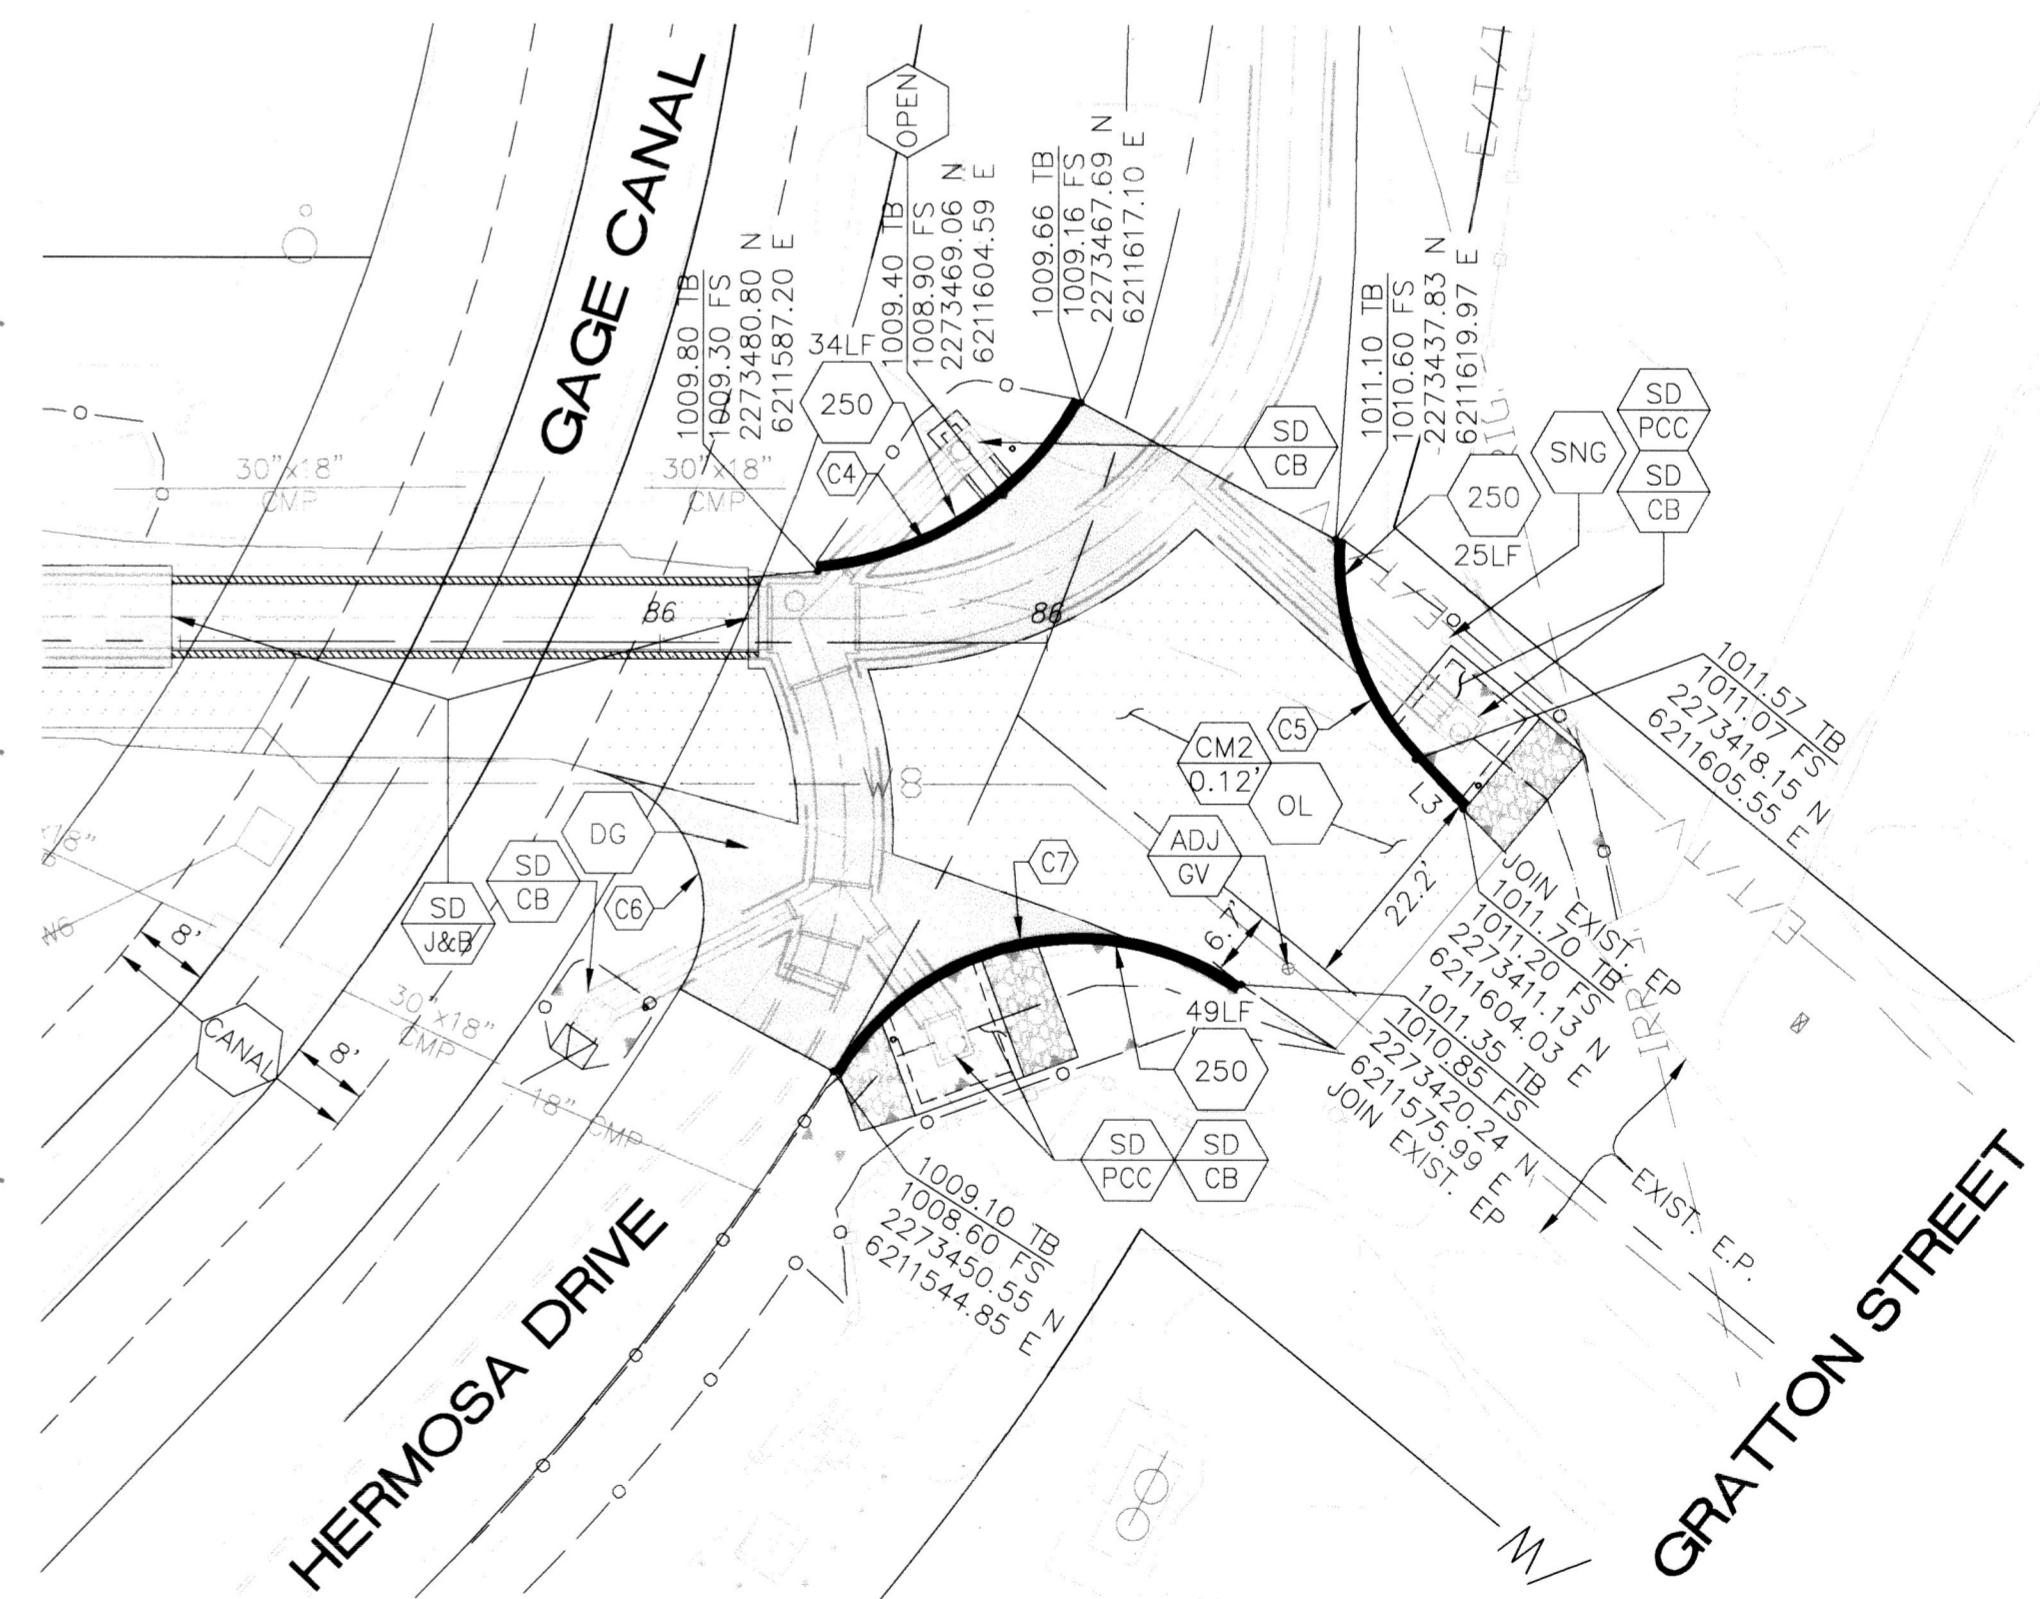 GAGE CANAL
OPEN
1009.80 TB
1009.30 FS
2273480.80 N
6211587.20 E
1009.40 TB
1008.90 FS
2273469.06 N
6211604.59 E
1009.66 TB
1009.16 FS
2273467.69 N
6211617.10 E
1011.10 TB
1010.60 FS
2273437.83 N
6211619.97 E
E/T/
34LF
250
C4
30"x18"
CMP
30"x18"
CMP
SD
CB
250
25LF
SNG
SD
PCC
SD
CB
E/T
86
86
1011.57 TB
1011.07 FS
2273418.15 N
6211605.55 E
C5
CM2
0.12'
OL
L3
W
8
DG
ADJ
GV
SD
CB
C6
C7
SD
J&B
22.2'
7.9'
E/T/V
JOIN EXIST. EP
1011.70 TB
1011.20 FS
2273411.13 N
6211604.03 E
8'
CANAL
8'
30"x18"
CMP
18" CMP
49LF
250
1011.35 TB
1010.85 FS
2273420.24 N
6211575.99 E
JOIN EXIST. EP
IRR
SD
PCC
SD
CB
1009.10 TB
1008.60 FS
2273450.55 N
6211544.85 E
EXIST. E.P.
HERMOSA DRIVE
GRATTON STREET